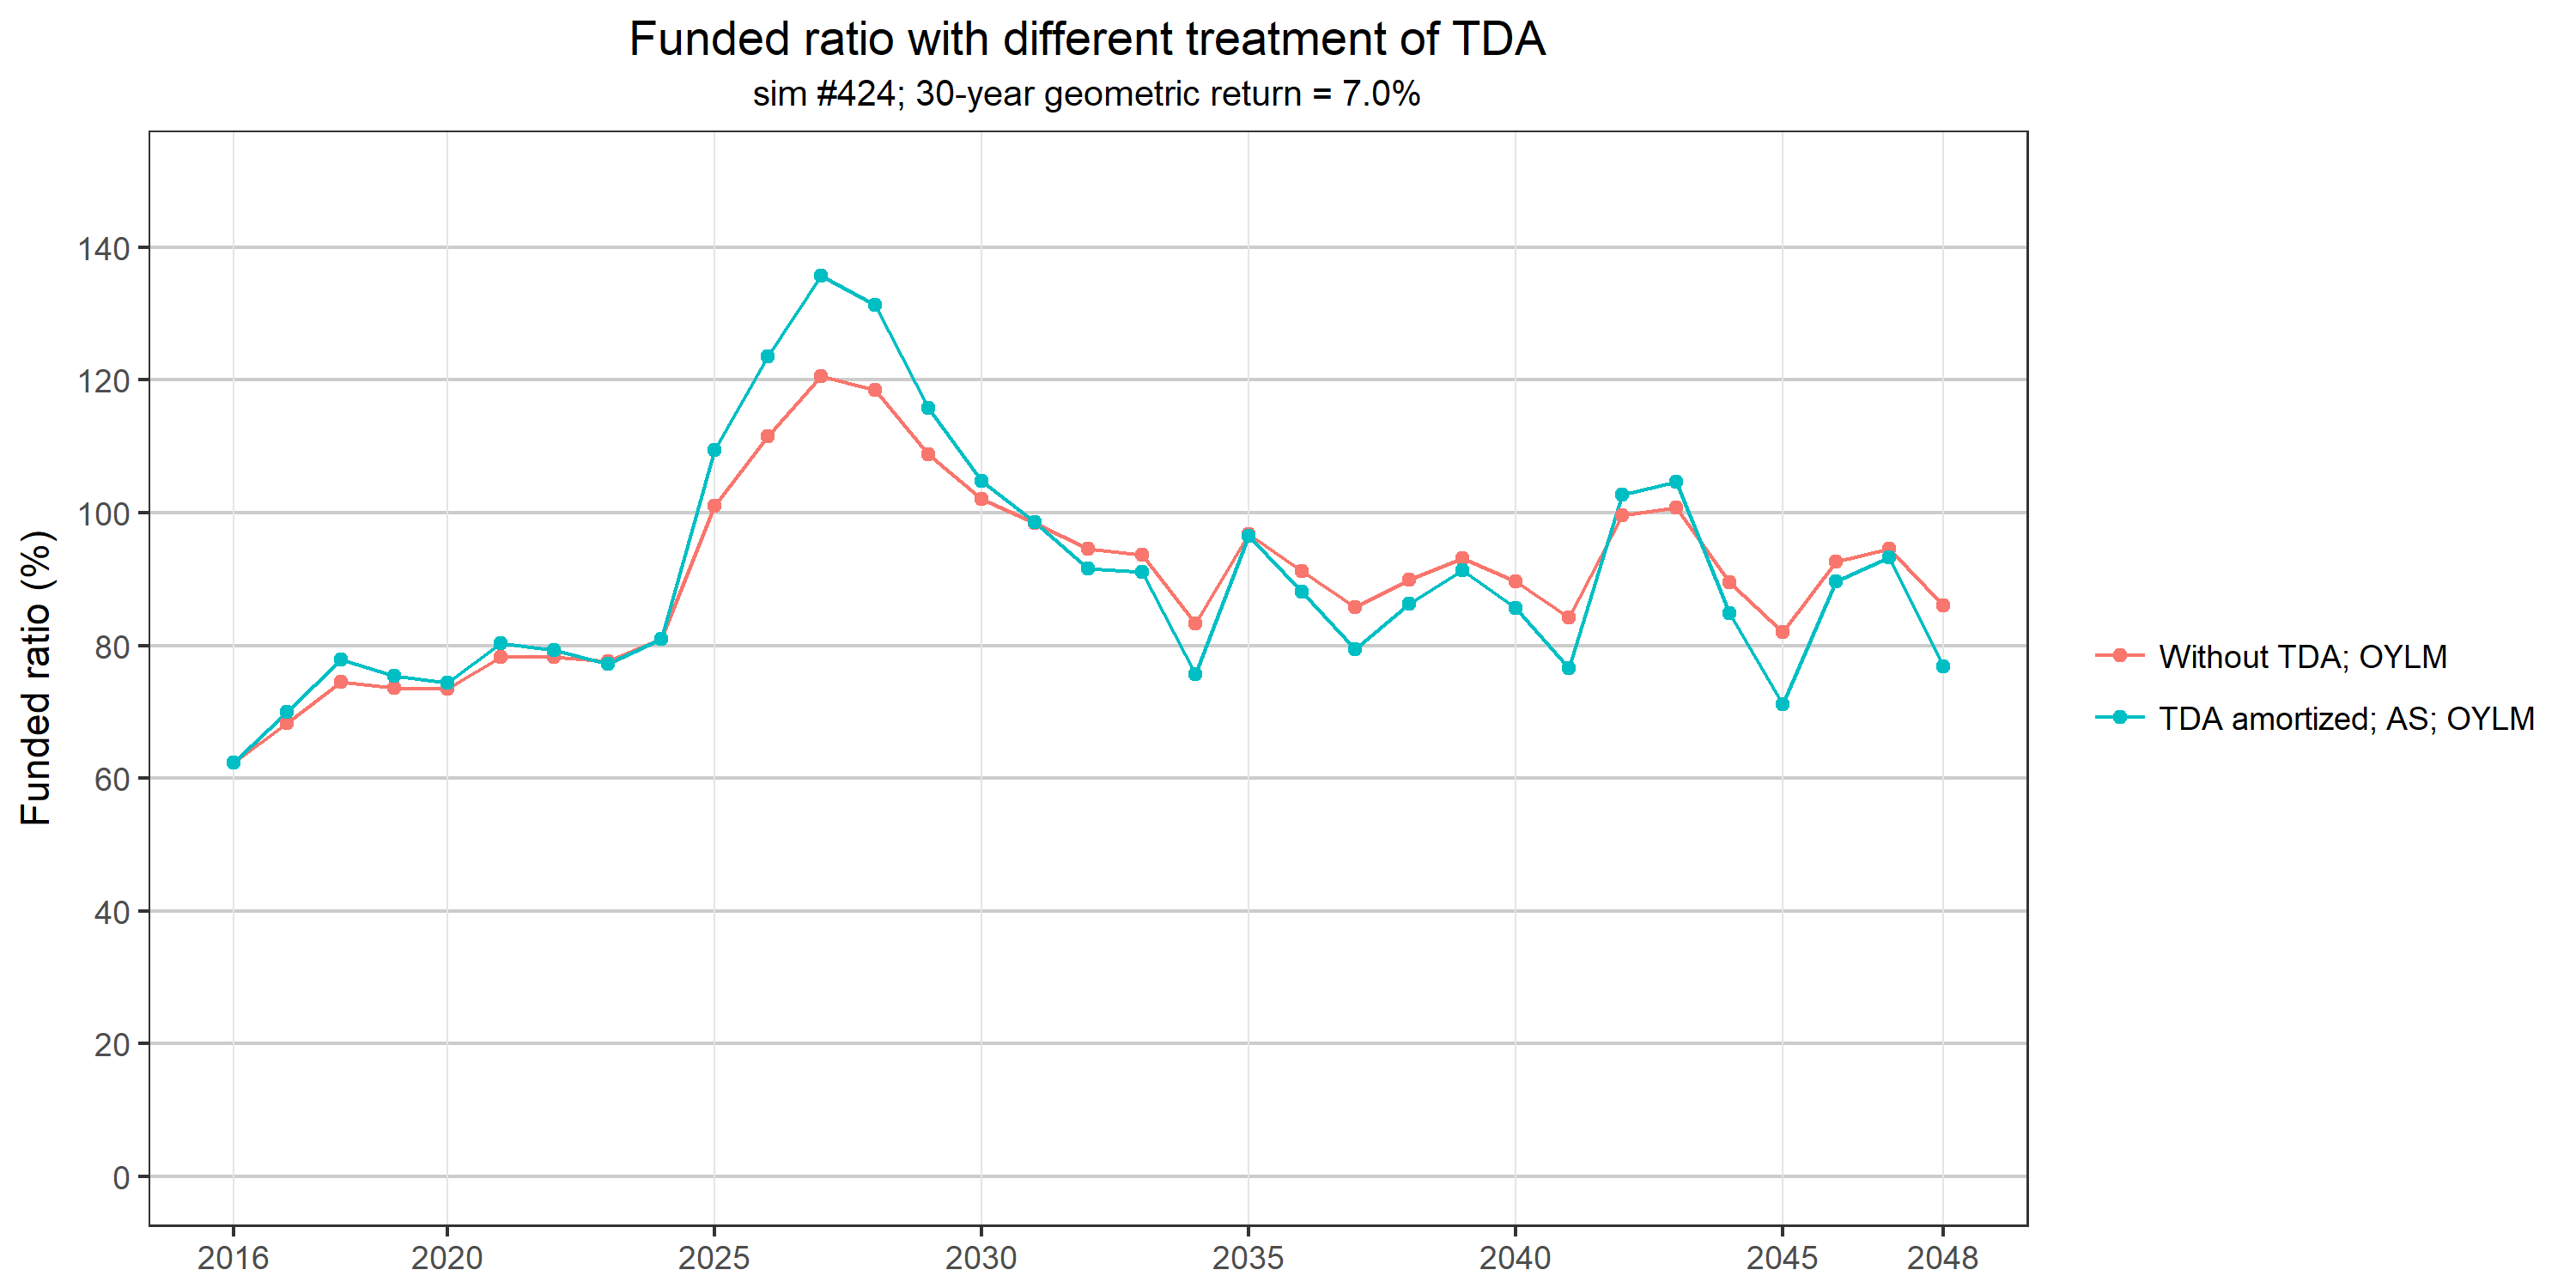 Funded ratio with different treatment of TDA
sim #424; 30-year geometric return = 7.0%
Funded ratio (%)
140
120
100
80
60
40
20
0
2016 2020 2025 2030 2035 2040 2045 2048
Without TDA; OYLM
TDA amortized; AS; OYLM